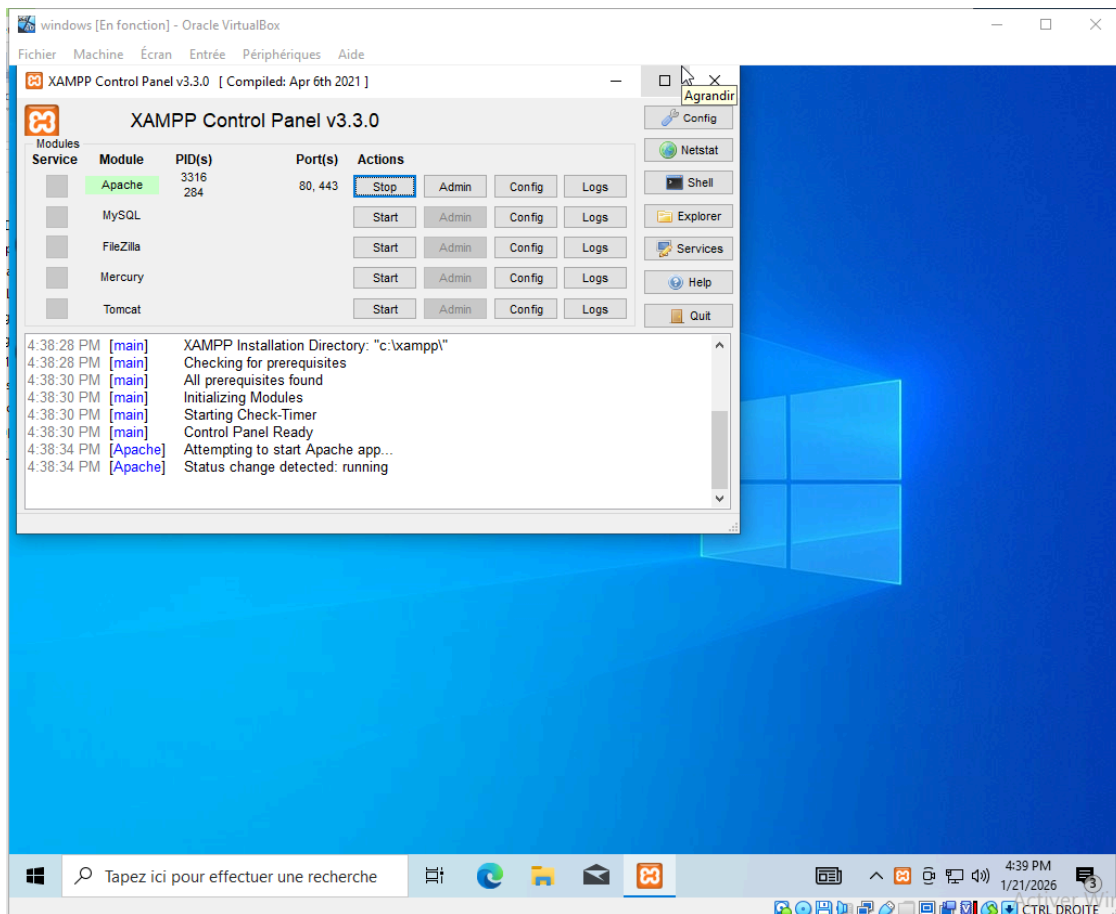 windows [En fonction] - Oracle VirtualBox
Fichier Machine Écran Entrée Périphériques Aide
XAMPP Control Panel v3.3.0 [ Compiled: Apr 6th 2021 ]
Agrandir
XAMPP Control Panel v3.3.0
Config
Modules
Service Module PID(s) Port(s) Actions
Netstat
Apache 3316 284 80, 443 Stop Admin Config Logs
Shell
MySQL Start Admin Config Logs
Explorer
FileZilla Start Admin Config Logs
Services
Mercury Start Admin Config Logs
Help
Tomcat Start Admin Config Logs
Quit
4:38:28 PM [main] XAMPP Installation Directory: "c:\xampp\"
4:38:28 PM [main] Checking for prerequisites
4:38:30 PM [main] All prerequisites found
4:38:30 PM [main] Initializing Modules
4:38:30 PM [main] Starting Check-Timer
4:38:30 PM [main] Control Panel Ready
4:38:34 PM [Apache] Attempting to start Apache app...
4:38:34 PM [Apache] Status change detected: running
Tapez ici pour effectuer une recherche
4:39 PM
1/21/2026
3
Activer Win
CTRL DROITE